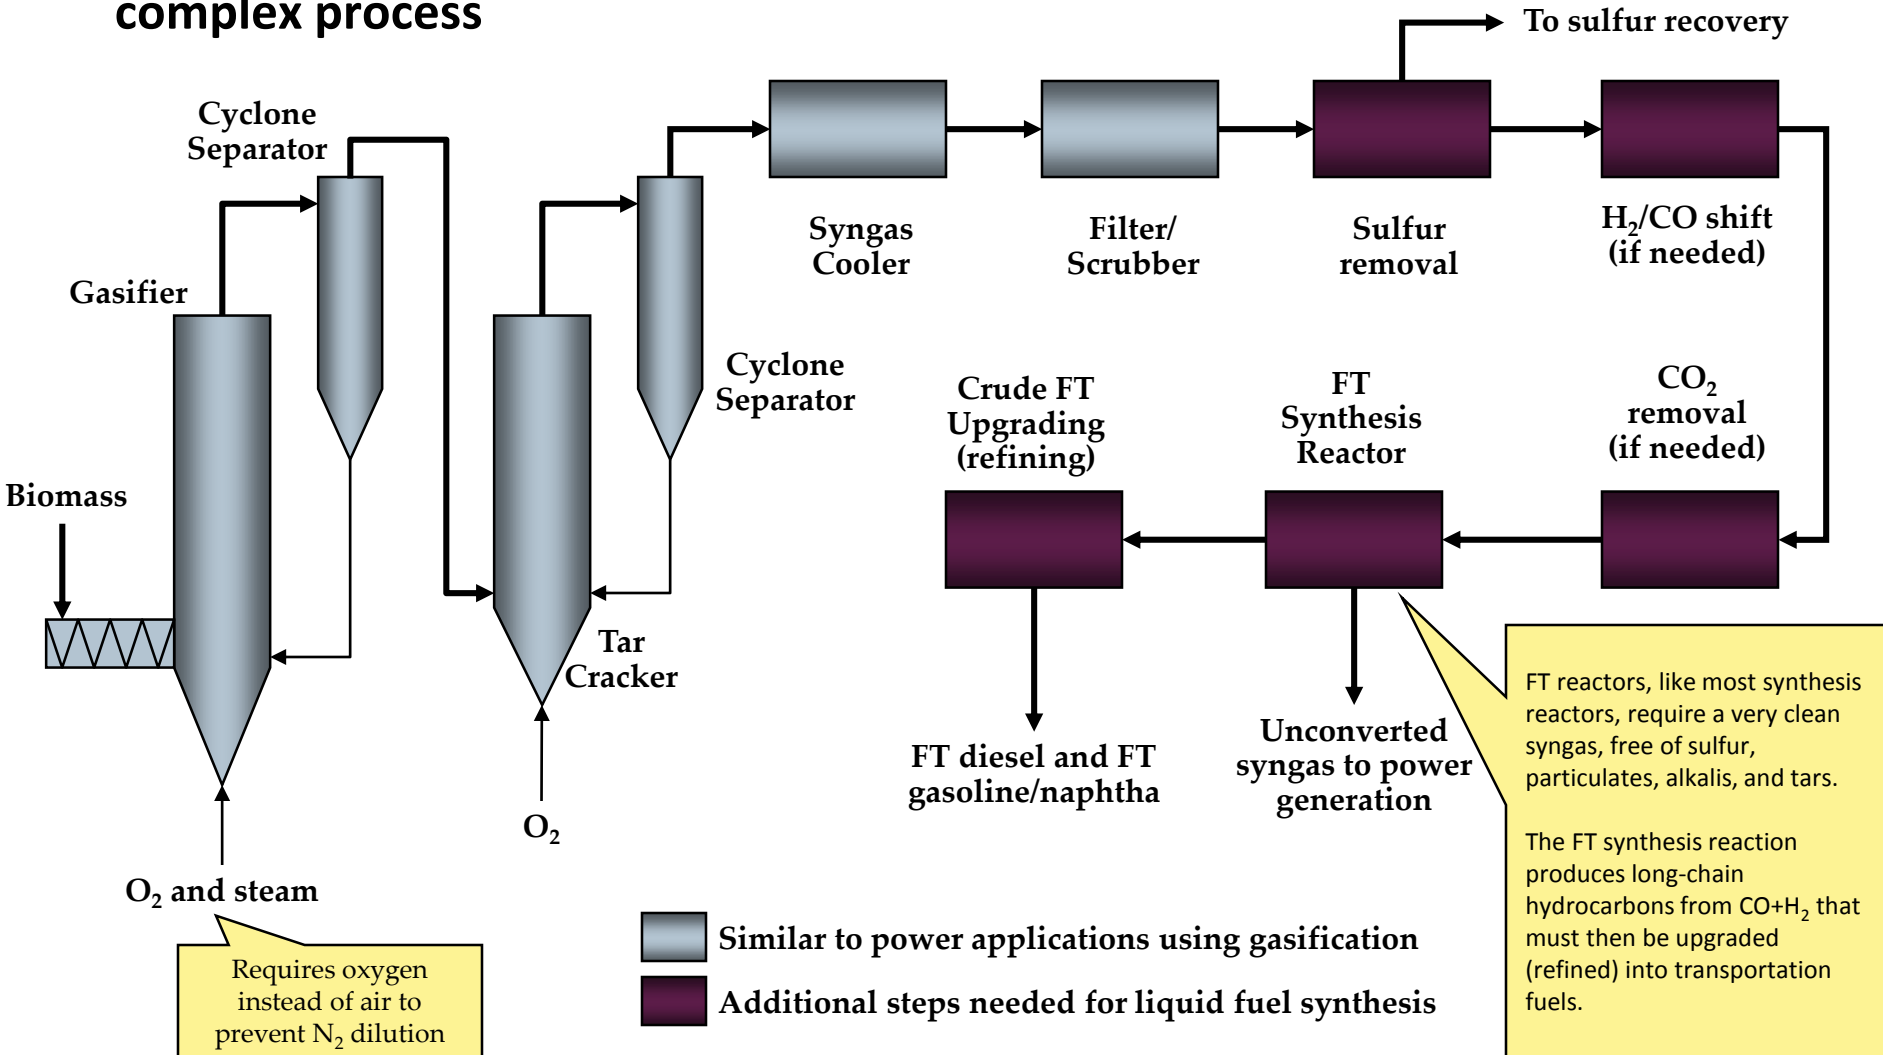 complex process
To sulfur recovery
Cyclone
Separator
Syngas
Cooler
Filter/
Scrubber
Sulfur
removal
H₂/CO shift
(if needed)
Gasifier
Cyclone
Separator
Crude FT
Upgrading
(refining)
FT
Synthesis
Reactor
CO₂
removal
(if needed)
Biomass
Tar
Cracker
FT diesel and FT
gasoline/naphtha
Unconverted
syngas to power
generation
O₂
O₂ and steam
Requires oxygen
instead of air to
prevent N₂ dilution
FT reactors, like most synthesis
reactors, require a very clean
syngas, free of sulfur,
particulates, alkalis, and tars.
The FT synthesis reaction
produces long-chain
hydrocarbons from CO+H₂ that
must then be upgraded
(refined) into transportation
fuels.
Similar to power applications using gasification
Additional steps needed for liquid fuel synthesis